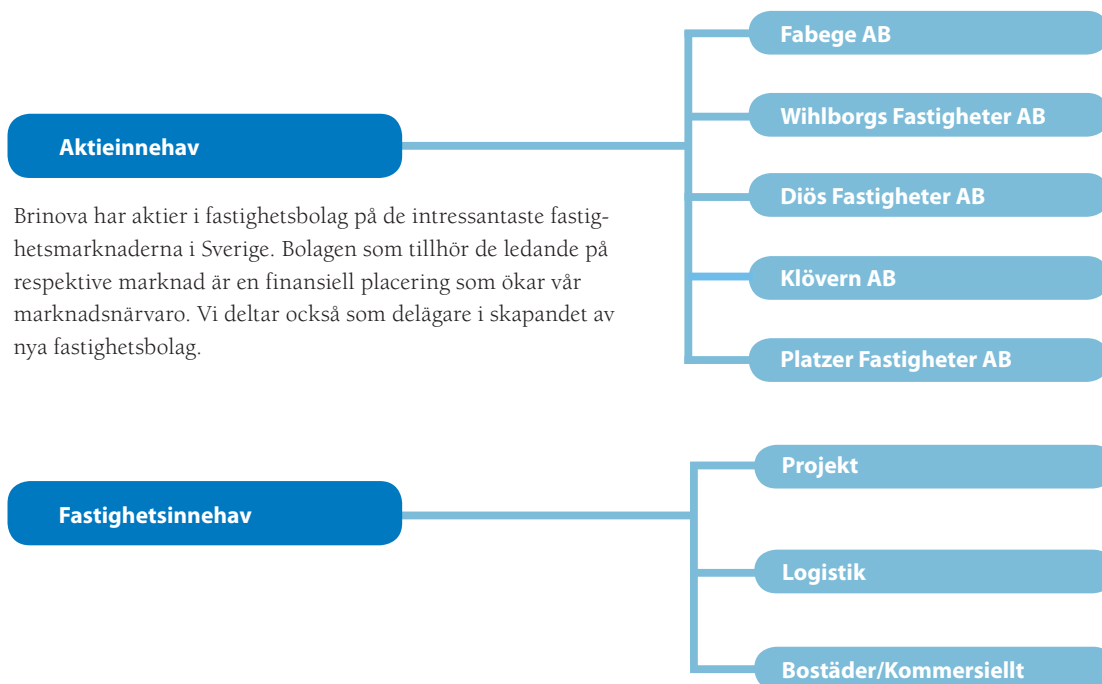 Fabege AB
Wihlborgs Fastigheter AB
Aktieinnehav
Diös Fastigheter AB
Brinova har aktier i fastighetsbolag på de intressantaste fastig-
hetsmarknaderna i Sverige. Bolagen som tillhör de ledande på
respektive marknad är en finansiell placering som ökar vår
marknadsnärvaro. Vi deltar också som delägare i skapandet av
nya fastighetsbolag.
Klövern AB
Platzer Fastigheter AB
Projekt
Fastighetsinnehav
Logistik
Bostäder/Kommersiellt